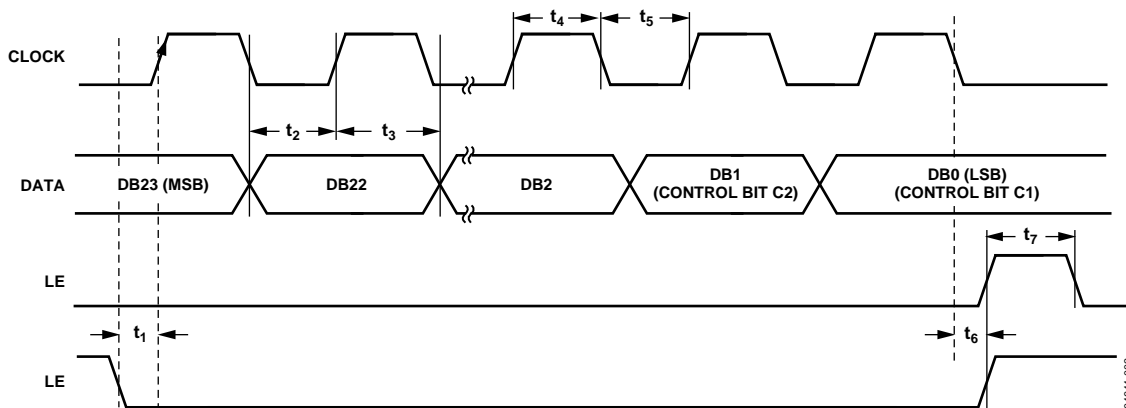 t4 t5
CLOCK
t2 t3
DATA
DB23 (MSB) DB22 DB2 DB1 (CONTROL BIT C2) DB0 (LSB) (CONTROL BIT C1)
t7
LE
t1 t6
LE